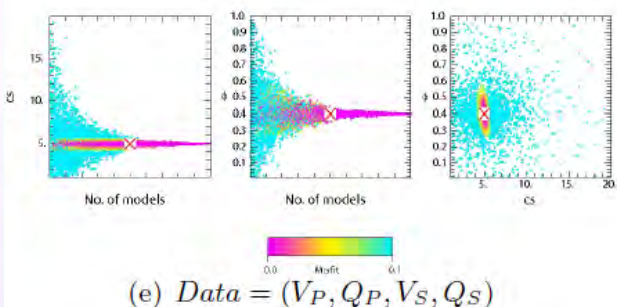 cs
15.
10.
5.
No. of models
φ
1.0
0.9
0.8
0.7
0.6
0.5
0.4
0.3
0.2
0.1
No. of models
φ
1.0
0.9
0.8
0.7
0.6
0.5
0.4
0.3
0.2
0.1
5. 10. 15. 20.
cs
0.0 Misfit 0.1
(e) Data = (V_P, Q_P, V_S, Q_S)